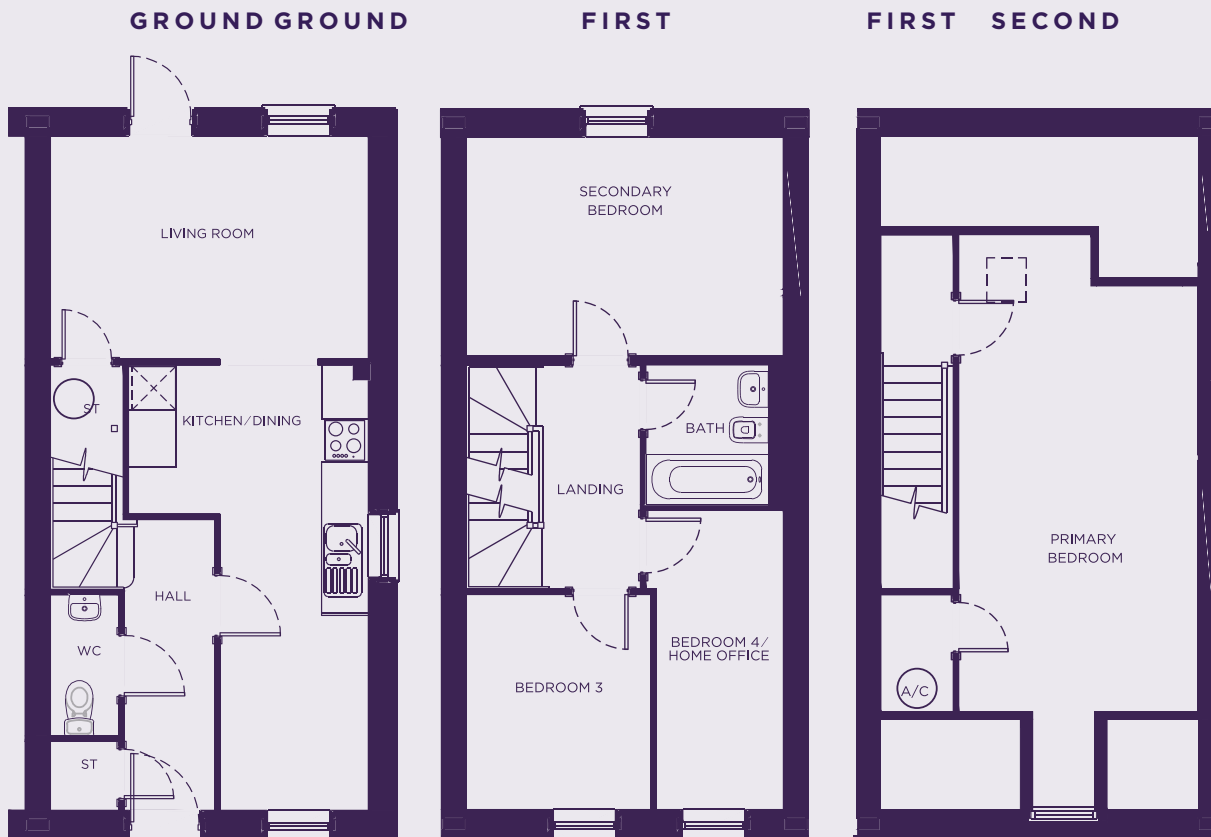 GROUND GROUND
FIRST
FIRST SECOND
LIVING ROOM
ST
KITCHEN/DINING
HALL
WC
ST
SECONDARY
BEDROOM
BATH
LANDING
BEDROOM 4/
HOME OFFICE
BEDROOM 3
PRIMARY
BEDROOM
A/C